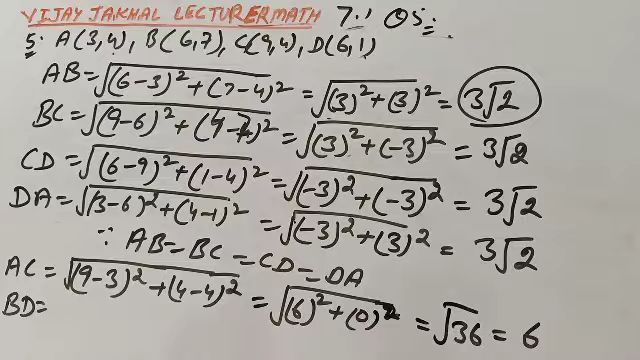 VIJAY JAKHAL LECTURER MATH 7.1 Q5:
5. A(3,4), B(6,7), C(9,4), D(6,1)
AB=√(6-3)²+(7-4)² = √(3)²+(3)² = 3√2
BC=√(9-6)²+(4-7)² = √(3)²+(-3)² = 3√2
CD=√(6-9)²+(1-4)² = √(-3)²+(-3)² = 3√2
DA=√(3-6)²+(4-1)² = √(-3)²+(3)² = 3√2
∵ AB=BC=CD=DA
AC=√(9-3)²+(4-4)² = √(6)²+(0)² = √36 = 6
BD=